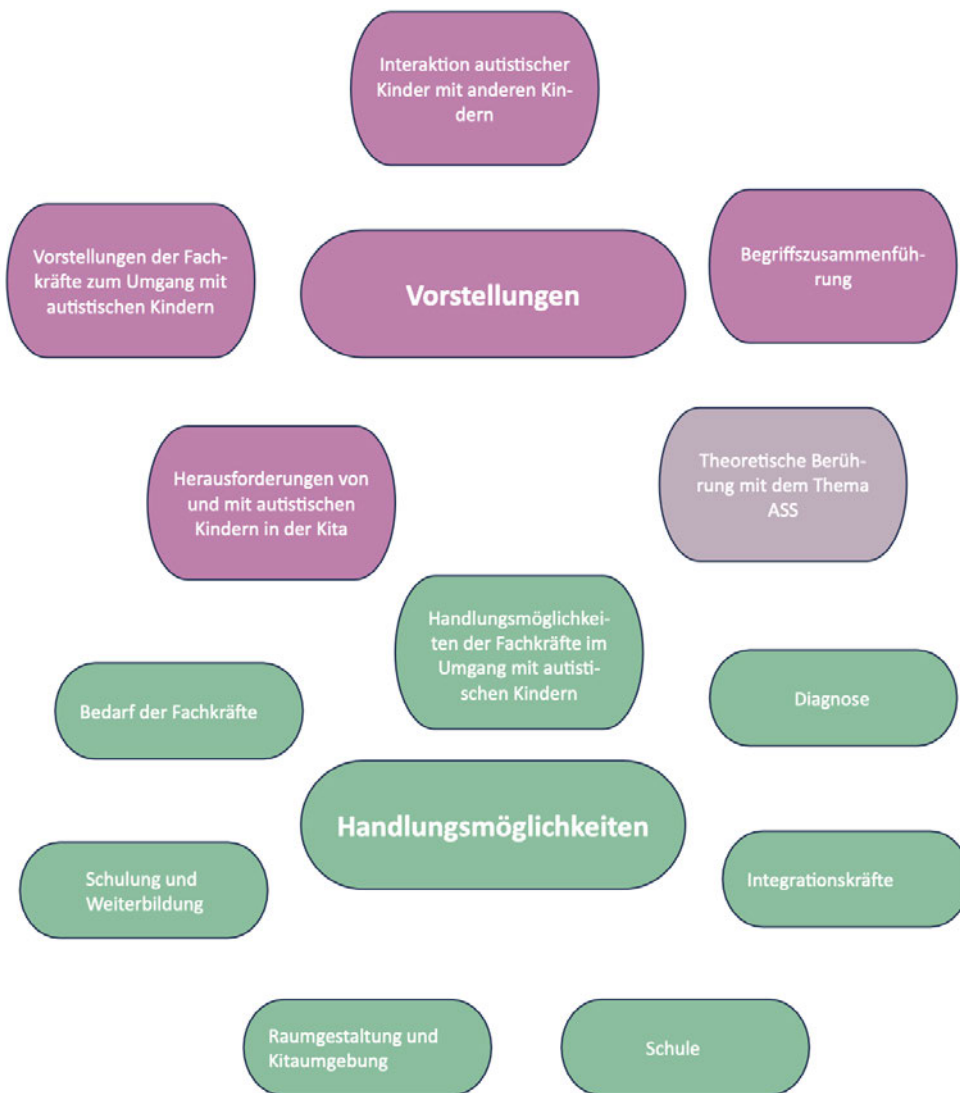 Interaktion autistischer
Kinder mit anderen Kin-
dern
Vorstellungen der Fach-
kräfte zum Umgang mit
autistischen Kindern
Vorstellungen
Begriffszusammenfüh-
rung
Herausforderungen von
und mit autistischen
Kindern in der Kita
Theoretische Berüh-
rung mit dem Thema
ASS
Handlungsmöglichkei-
ten der Fachkräfte im
Umgang mit autisti-
schen Kindern
Bedarf der Fachkräfte
Diagnose
Handlungsmöglichkeiten
Schulung und
Weiterbildung
Integrationskräfte
Raumgestaltung und
Kitaumgebung
Schule